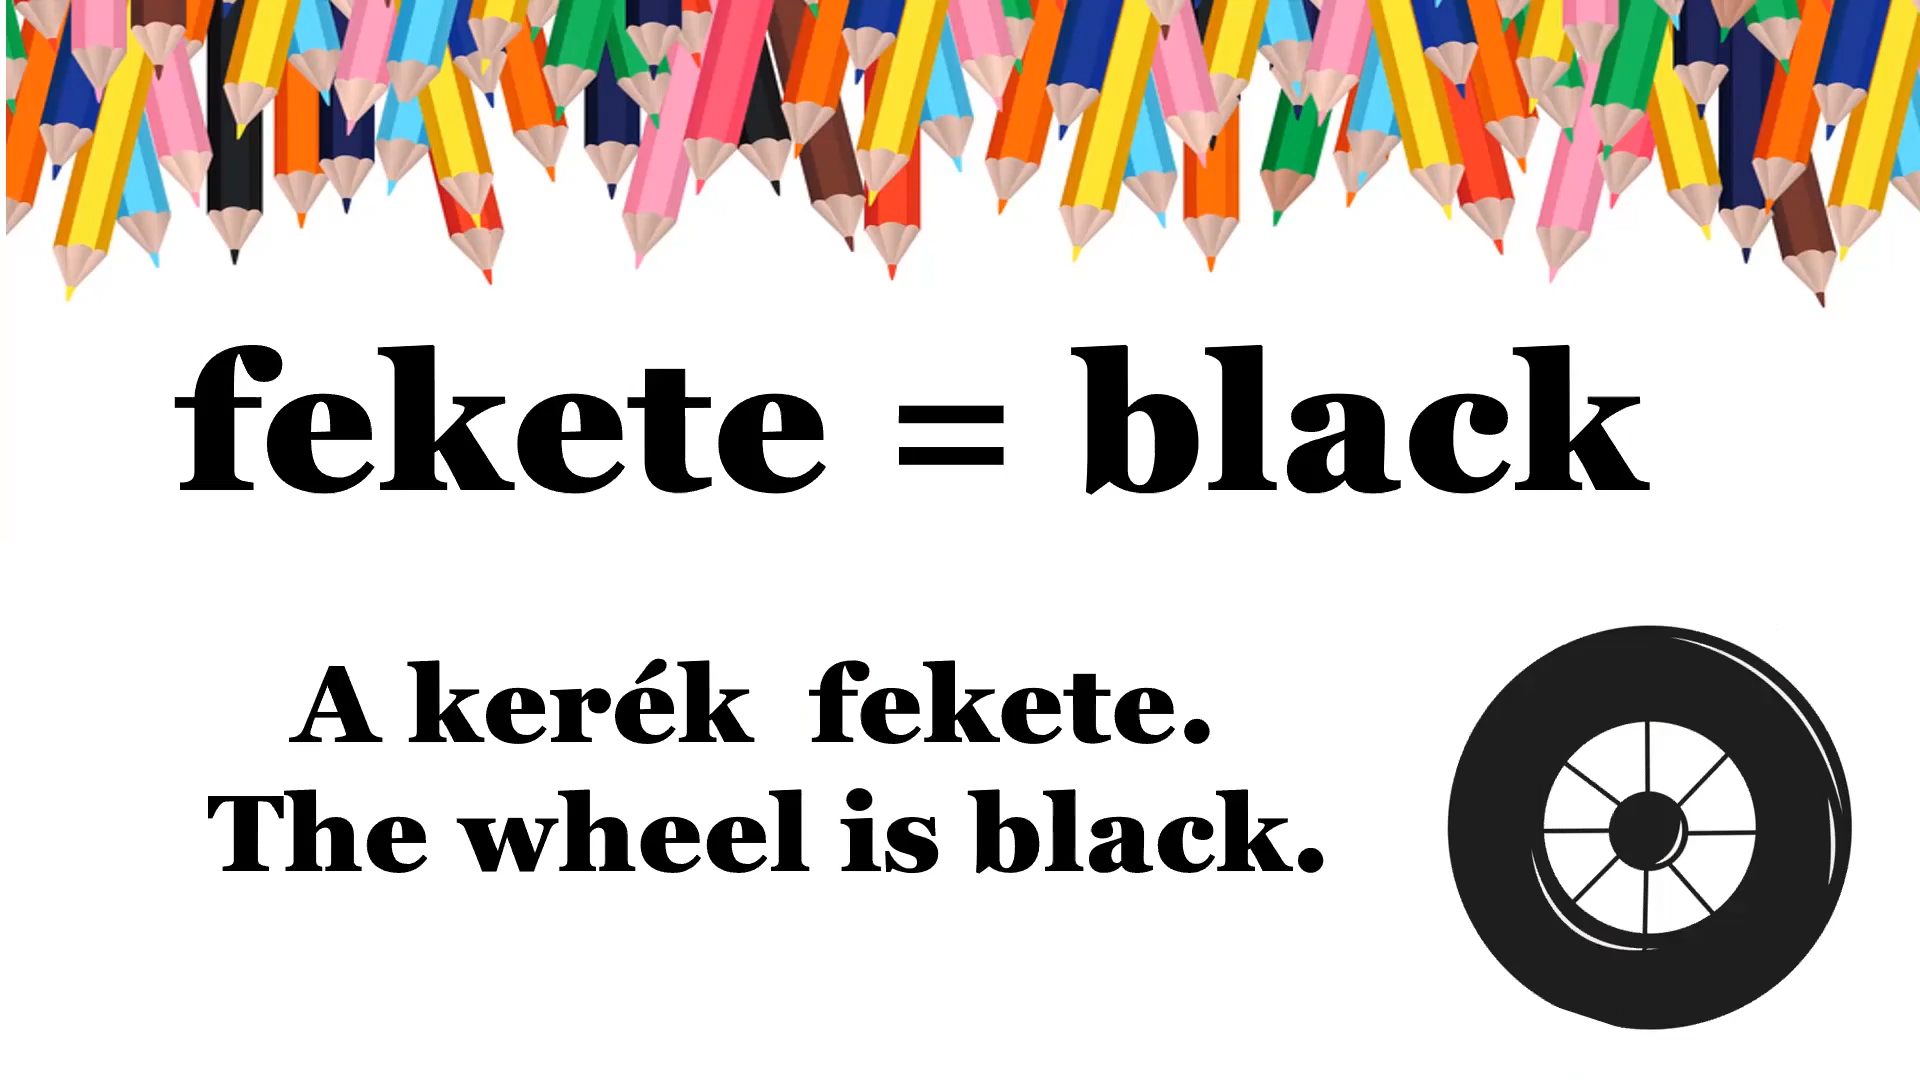 fekete = black
A kerék fekete.
The wheel is black.